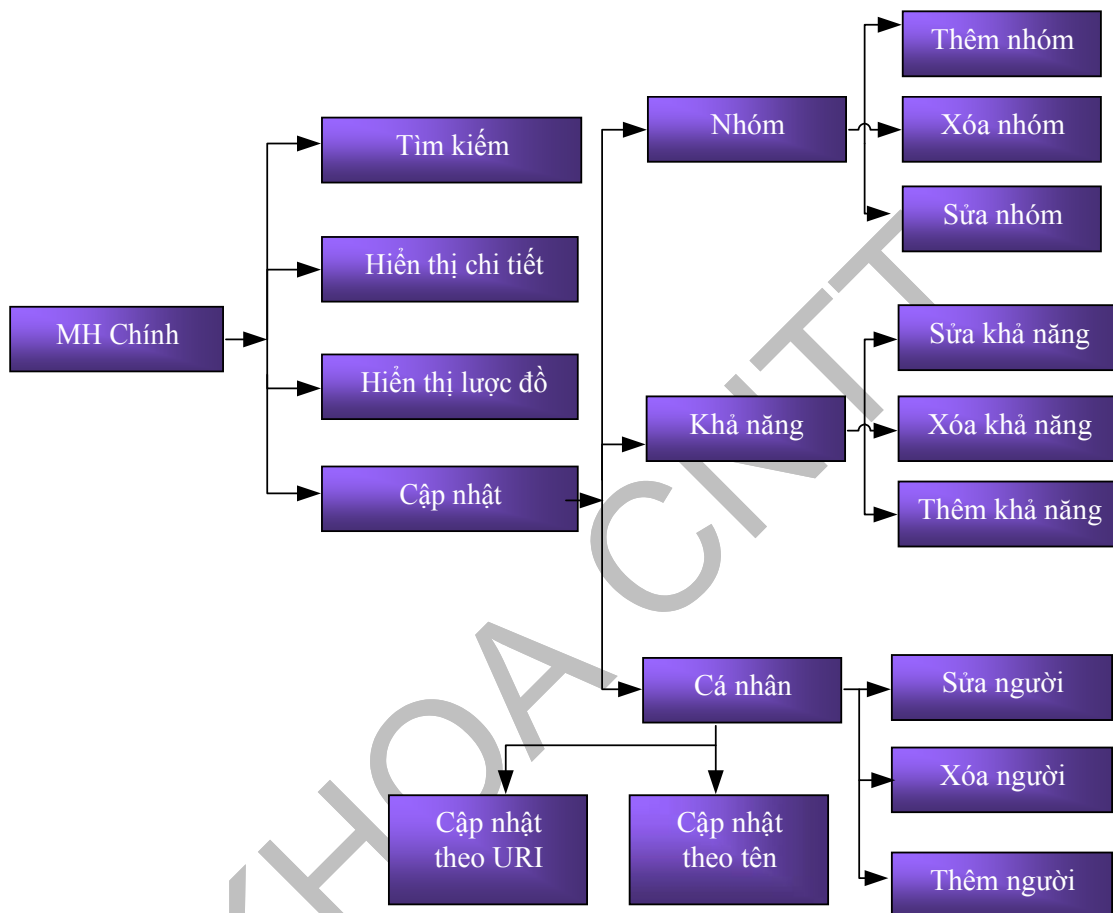 Thêm nhóm
Nhóm
Xóa nhóm
Tìm kiếm
Sửa nhóm
Hiển thị chi tiết
MH Chính
Sửa khả năng
Hiển thị lược đồ
Khả năng
Xóa khả năng
Cập nhật
Thêm khả năng
Cá nhân
Sửa người
Xóa người
Cập nhật
theo URI
Cập nhật
theo tên
Thêm người
KHOA CNTT